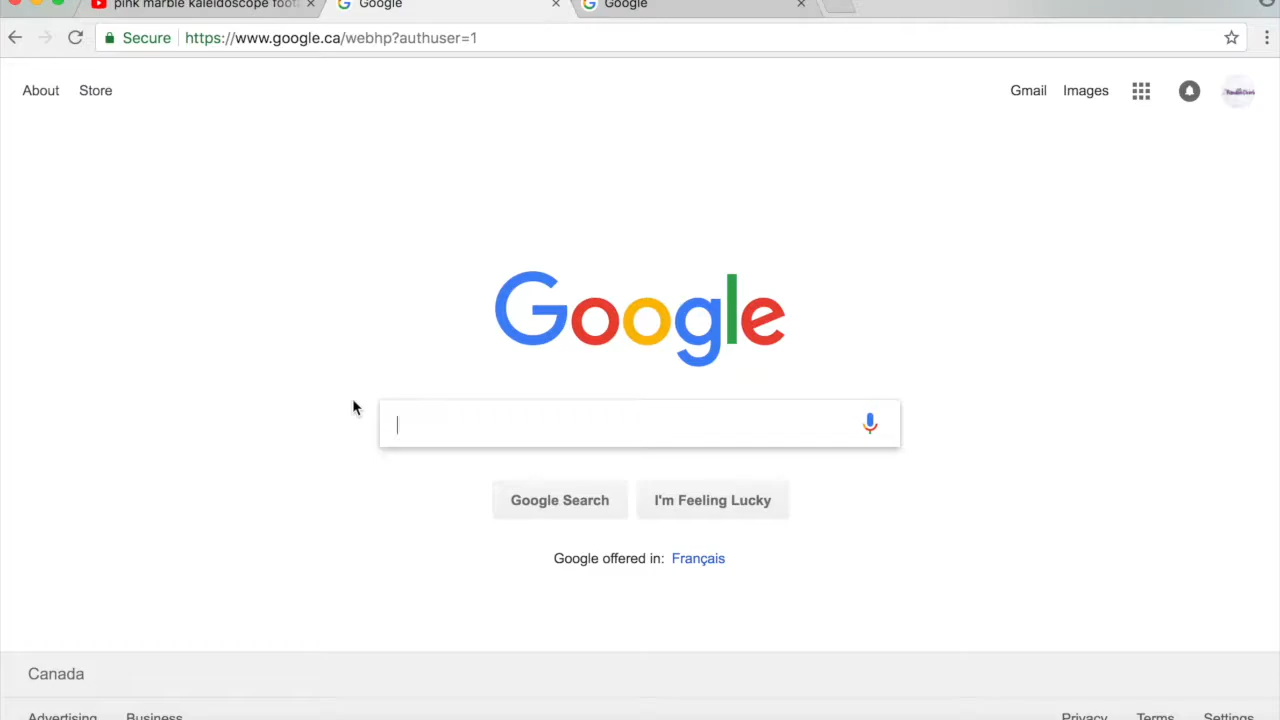 pink marble kaleidoscope foot
Google
Google
Secure
https://www.google.ca/webhp?authuser=1
About Store
Gmail Images
Google
Google Search
I'm Feeling Lucky
Google offered in: Français
Canada
Advertising Business
Privacy Terms Settings